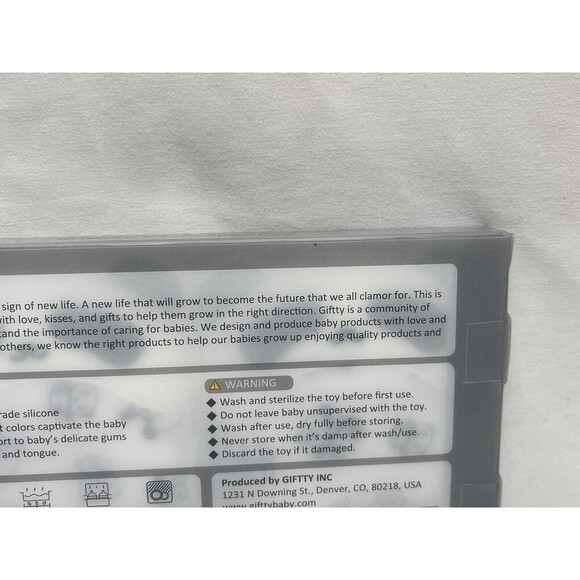 sign of new life. A new life that will grow to become the future that we all clamor for. This is
with love, kisses, and gifts to help them grow in the right direction. Giftty is a community of
and the importance of caring for babies. We design and produce baby products with love and
others, we know the right products to help our babies grow up enjoying quality products and
rade silicone
t colors captivate the baby
ort to baby's delicate gums
and tongue.
WARNING
◆ Wash and sterilize the toy before first use.
◆ Do not leave baby unsupervised with the toy.
◆ Wash after use, dry fully before storing.
◆ Never store when it's damp after wash/use.
◆ Discard the toy if it damaged.
Produced by GIFTTY INC
1231 N Downing St., Denver, CO, 80218, USA
www.gifttybaby.com